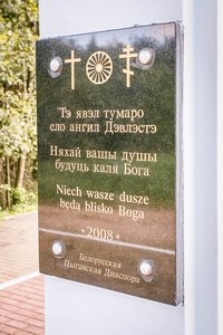 Тэ явэл тумаро
ело ангил Дэвлэстэ
Няхай вашы душы
будуць каля Бога
Niech wasze dusze
będą blisko Boga
* 2008 *
Белорусская
Цыганская Диаспора